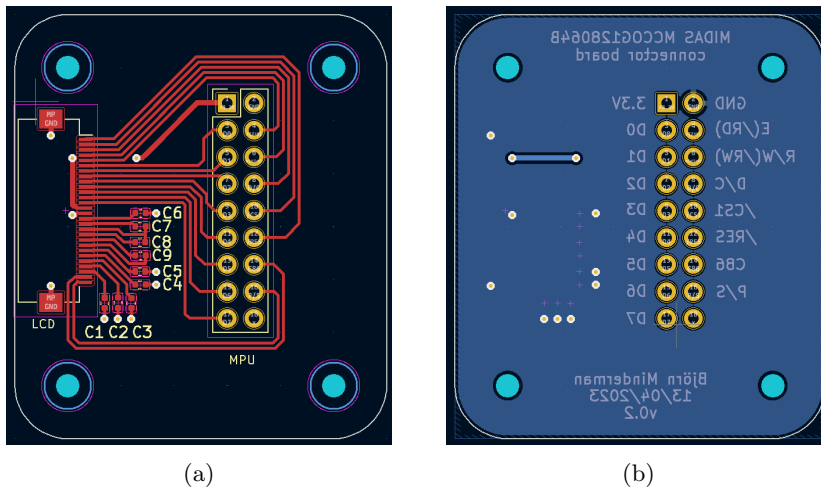 MP
GND
C6
C7
C8
C9
C5
C4
MP
GND
LCD
C1 C2 C3
MPU
(a)
MIDAS MCCOG128064B
connector board
3.3V GND
D0 E(/RD)
D1 R/W(/RW)
D2 D/C
D3 /CS1
D4 /RES
D5 C86
D6 P/S
D7
Björn Minderman
13/04/2023
v0.2
(b)